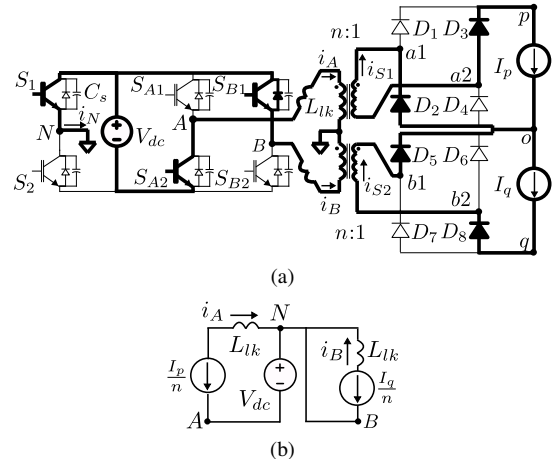 n:1
D1 D3
p
S1
Cs
SA1
SB1
iA
iS1
a1
a2
Ip
iN
N
Vdc
A
Llk
D2 D4
o
B
D5 D6
S2
SA2
SB2
iS2
b1
b2
Iq
iB
n:1
D7 D8
q
(a)
iA
N
Llk
iB
Llk
Ip/n
Vdc
Iq/n
A
B
(b)